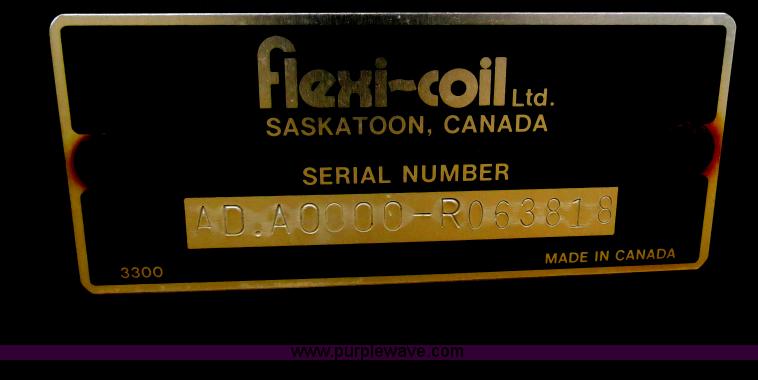 flexi-coil Ltd.
SASKATOON, CANADA
SERIAL NUMBER
AD.A0000-R063818
3300
MADE IN CANADA
www.purplewave.com